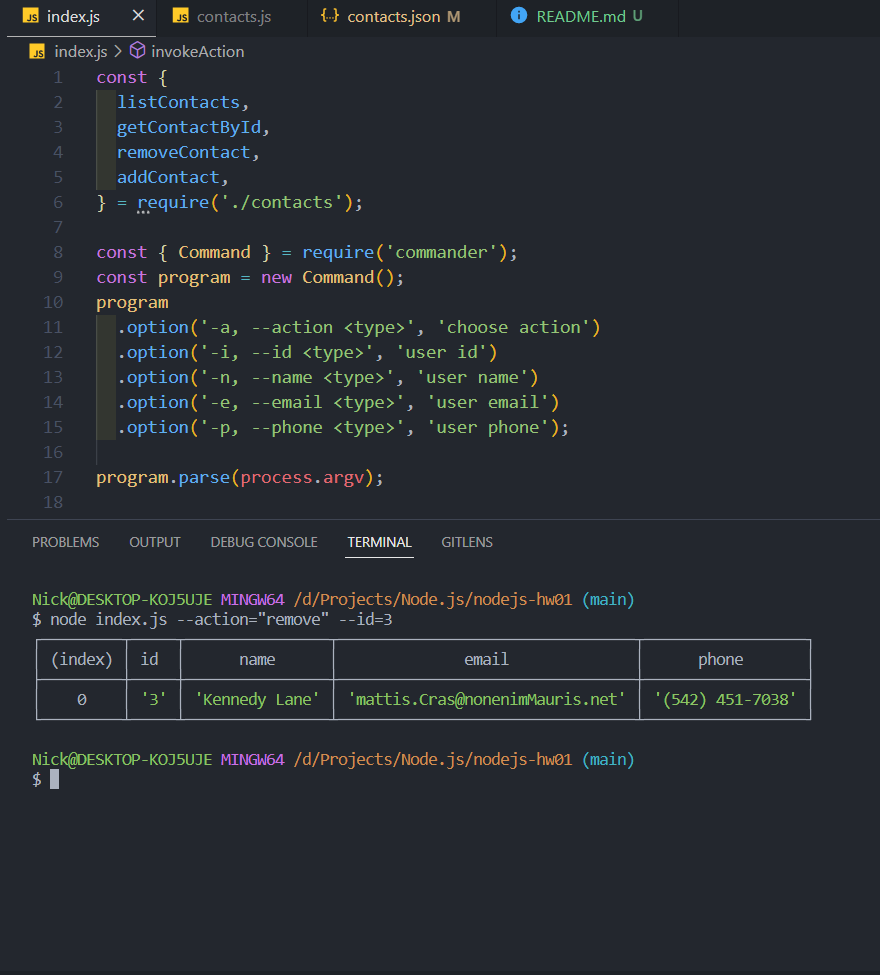 JS index.js × JS contacts.js {··} contacts.json M i README.md U
JS index.js > invokeAction
1 const {
2 listContacts,
3 getContactById,
4 removeContact,
5 addContact,
6 } = require('./contacts');
7
8 const { Command } = require('commander');
9 const program = new Command();
10 program
11 .option('-a, --action <type>', 'choose action')
12 .option('-i, --id <type>', 'user id')
13 .option('-n, --name <type>', 'user name')
14 .option('-e, --email <type>', 'user email')
15 .option('-p, --phone <type>', 'user phone');
16
17 program.parse(process.argv);
18
PROBLEMS OUTPUT DEBUG CONSOLE TERMINAL GITLENS
Nick@DESKTOP-KOJ5UJE MINGW64 /d/Projects/Node.js/nodejs-hw01 (main)
$ node index.js --action="remove" --id=3
(index) id name email phone
0 '3' 'Kennedy Lane' 'mattis.Cras@nonenimMauris.net' '(542) 451-7038'
Nick@DESKTOP-KOJ5UJE MINGW64 /d/Projects/Node.js/nodejs-hw01 (main)
$